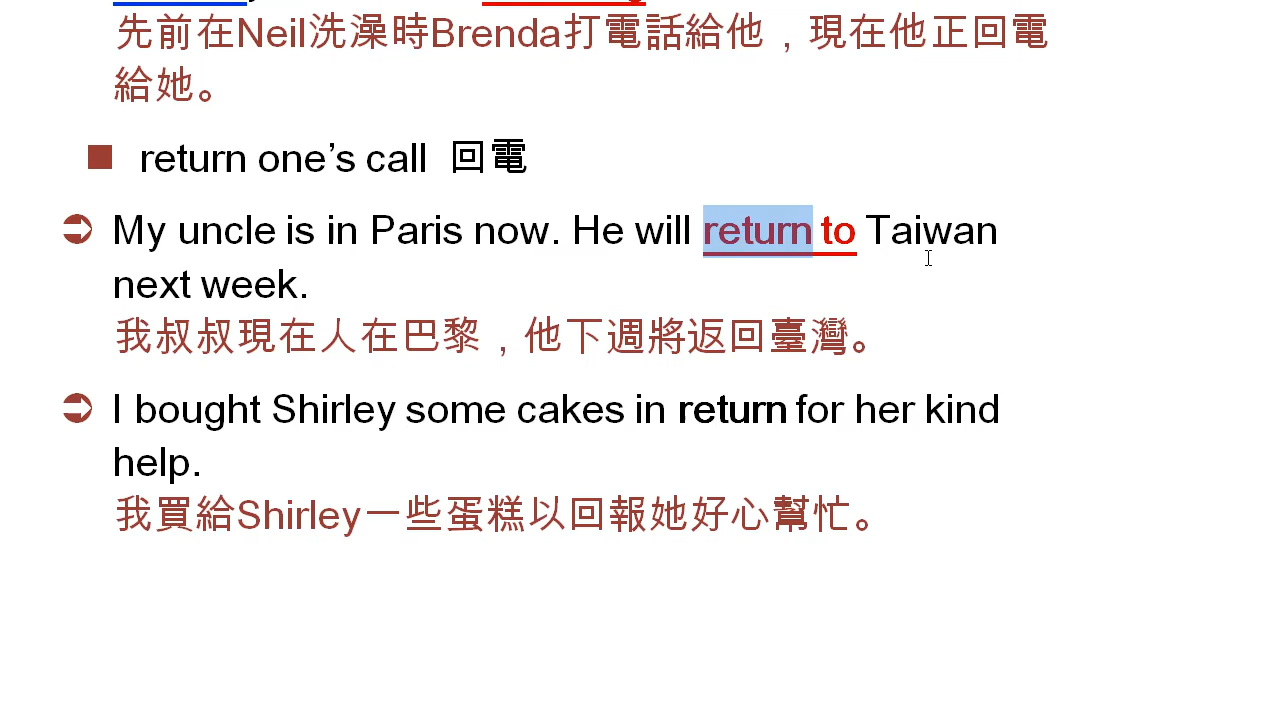 先前在Neil洗澡時Brenda打電話給他，現在他正回電
給她。
return one’s call 回電
My uncle is in Paris now. He will return to Taiwan
next week.
我叔叔現在人在巴黎，他下週將返回臺灣。
I bought Shirley some cakes in return for her kind
help.
我買給Shirley一些蛋糕以回報她好心幫忙。